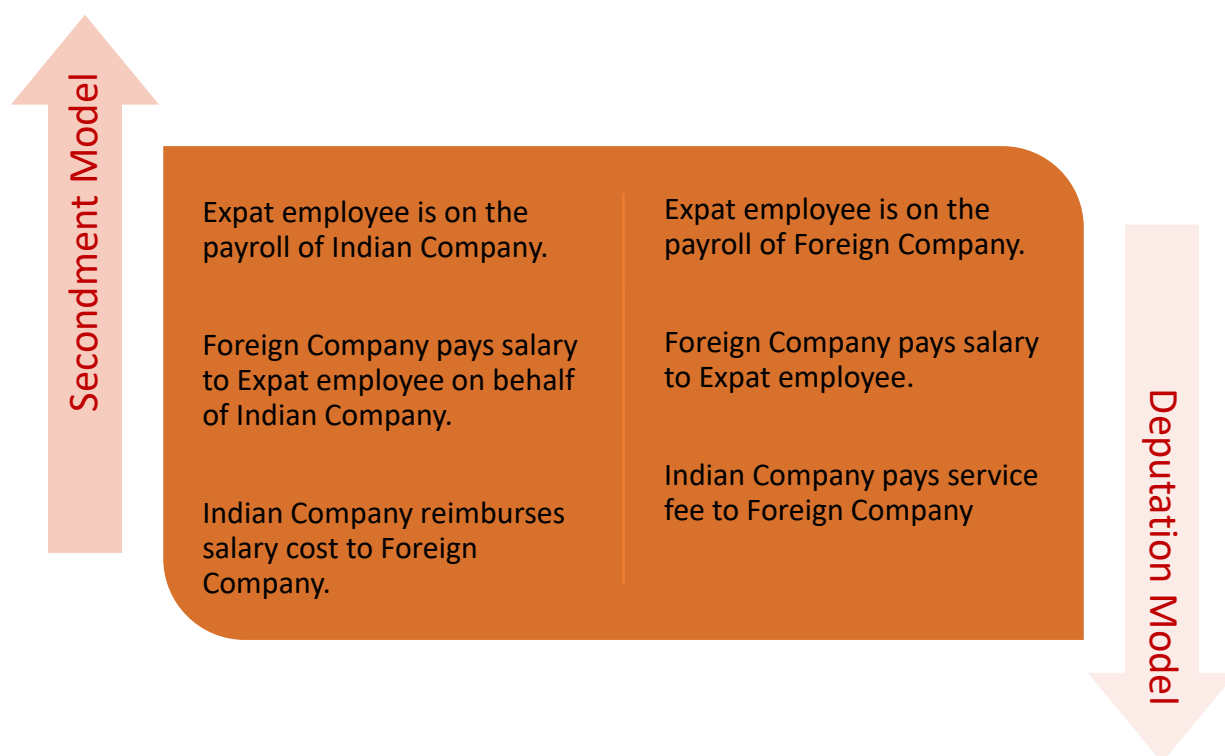 Secondment Model
Expat employee is on the
payroll of Indian Company.
Foreign Company pays salary
to Expat employee on behalf
of Indian Company.
Indian Company reimburses
salary cost to Foreign
Company.
Expat employee is on the
payroll of Foreign Company.
Foreign Company pays salary
to Expat employee.
Indian Company pays service
fee to Foreign Company
Deputation Model